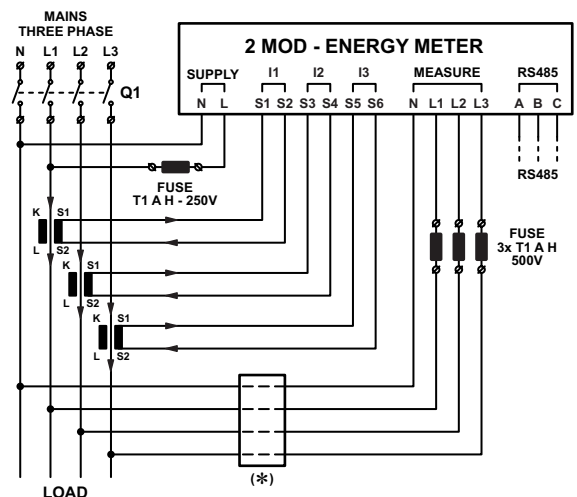 MAINS
THREE PHASE
N L1 L2 L3
Q1
2 MOD - ENERGY METER
SUPPLY I1 I2 I3 MEASURE RS485
N L S1 S2 S3 S4 S5 S6 N L1 L2 L3 A B C
RS485
FUSE
T1 A H - 250V
K S1
L S2
K S1
L S2
K S1
L S2
FUSE
3x T1 A H
500V
(*)
LOAD